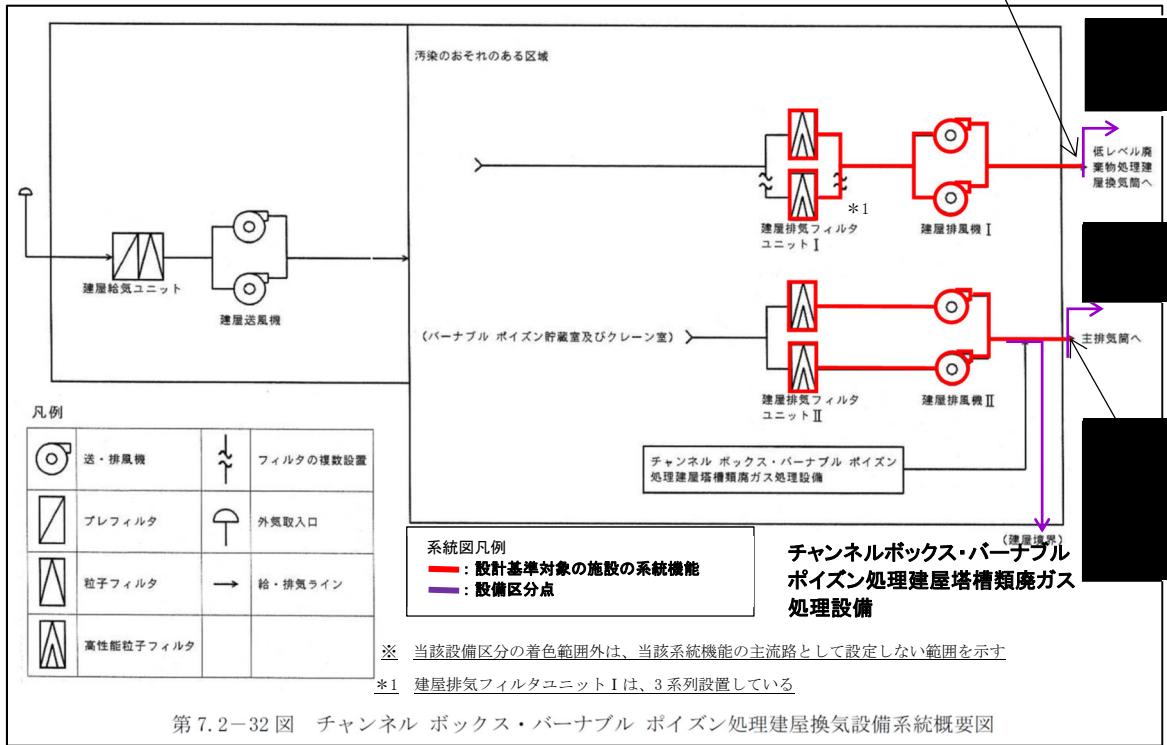 汚染のおそれのある区域
低レベル廃
棄物処理建
屋換気筒へ
*1
建屋排気フィルタ
ユニットⅠ
建屋排風機Ⅰ
建屋給気ユニット
建屋送風機
(バーナブル ポイズン貯蔵室及びクレーン室)
主排気筒へ
建屋排気フィルタ
ユニットⅡ
建屋排風機Ⅱ
チャンネル ボックス・バーナブル ポイズン
処理建屋塔槽類廃ガス処理設備
(建屋境界)
チャンネルボックス・バーナブル
ポイズン処理建屋塔槽類廃ガス
処理設備
凡例
送・排風機
フィルタの複数設置
プレフィルタ
外気取入口
粒子フィルタ
給・排気ライン
高性能粒子フィルタ
系統図凡例
:設計基準対象の施設の系統機能
:設備区分点
※ 当該設備区分の着色範囲外は、当該系統機能の主流路として設定しない範囲を示す
*1 建屋排気フィルタユニットⅠは、3系列設置している
第7.2-32図 チャンネル ボックス・バーナブル ポイズン処理建屋換気設備系統概要図